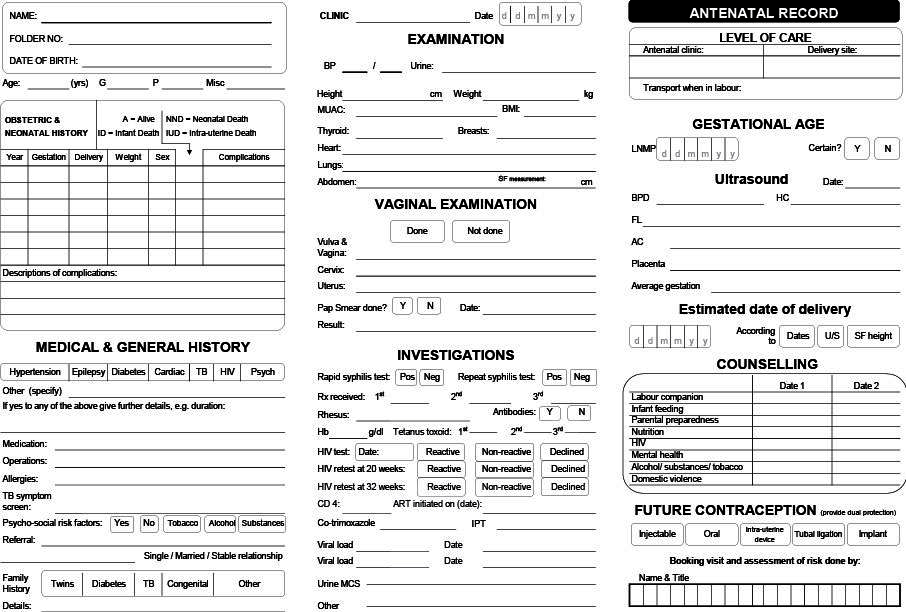 NAME:
FOLDER NO:
DATE OF BIRTH:
Age: (yrs) G P Misc
OBSTETRIC & NEONATAL HISTORY
A = Alive NND = Neonatal Death
ID = Infant Death IUD = Intra-uterine Death
Year Gestation Delivery Weight Sex Complications
Descriptions of complications:
MEDICAL & GENERAL HISTORY
Hypertension Epilepsy Diabetes Cardiac TB HIV Psych
Other (specify)
If yes to any of the above give further details, e.g. duration:
Medication:
Operations:
Allergies:
TB symptom
screen:
Psycho-social risk factors: Yes No Tobacco Alcohol Substances
Referral:
Single / Married / Stable relationship
Family
History
Twins Diabetes TB Congenital Other
Details:
CLINIC Date d d m m y y
EXAMINATION
BP / Urine:
Height cm Weight kg
MUAC: BMI:
Thyroid: Breasts:
Heart:
Lungs:
Abdomen: SF measurement: cm
VAGINAL EXAMINATION
Done Not done
Vulva &
Vagina:
Cervix:
Uterus:
Pap Smear done? Y N Date:
Result:
INVESTIGATIONS
Rapid syphilis test: Pos Neg Repeat syphilis test: Pos Neg
Rx received: 1st 2nd 3rd
Rhesus: Antibodies: Y N
Hb g/dl Tetanus toxoid: 1st 2nd 3rd
HIV test: Date: Reactive Non-reactive Declined
HIV retest at 20 weeks: Reactive Non-reactive Declined
HIV retest at 32 weeks: Reactive Non-reactive Declined
CD 4: ART initiated on (date):
Co-trimoxazole IPT
Viral load Date
Viral load Date
Urine MCS
Other
ANTENATAL RECORD
LEVEL OF CARE
Antenatal clinic: Delivery site:
Transport when in labour:
GESTATIONAL AGE
LNMP d d m m y y Certain? Y N
Ultrasound Date:
BPD HC
FL
AC
Placenta
Average gestation
Estimated date of delivery
d d m m y y According to Dates U/S SF height
COUNSELLING
Date 1 Date 2
Labour companion
Infant feeding
Parental preparedness
Nutrition
HIV
Mental health
Alcohol/ substances/ tobacco
Domestic violence
FUTURE CONTRACEPTION (provide dual protection)
Injectable Oral Intra-uterine device Tubal ligation Implant
Booking visit and assessment of risk done by:
Name & Title